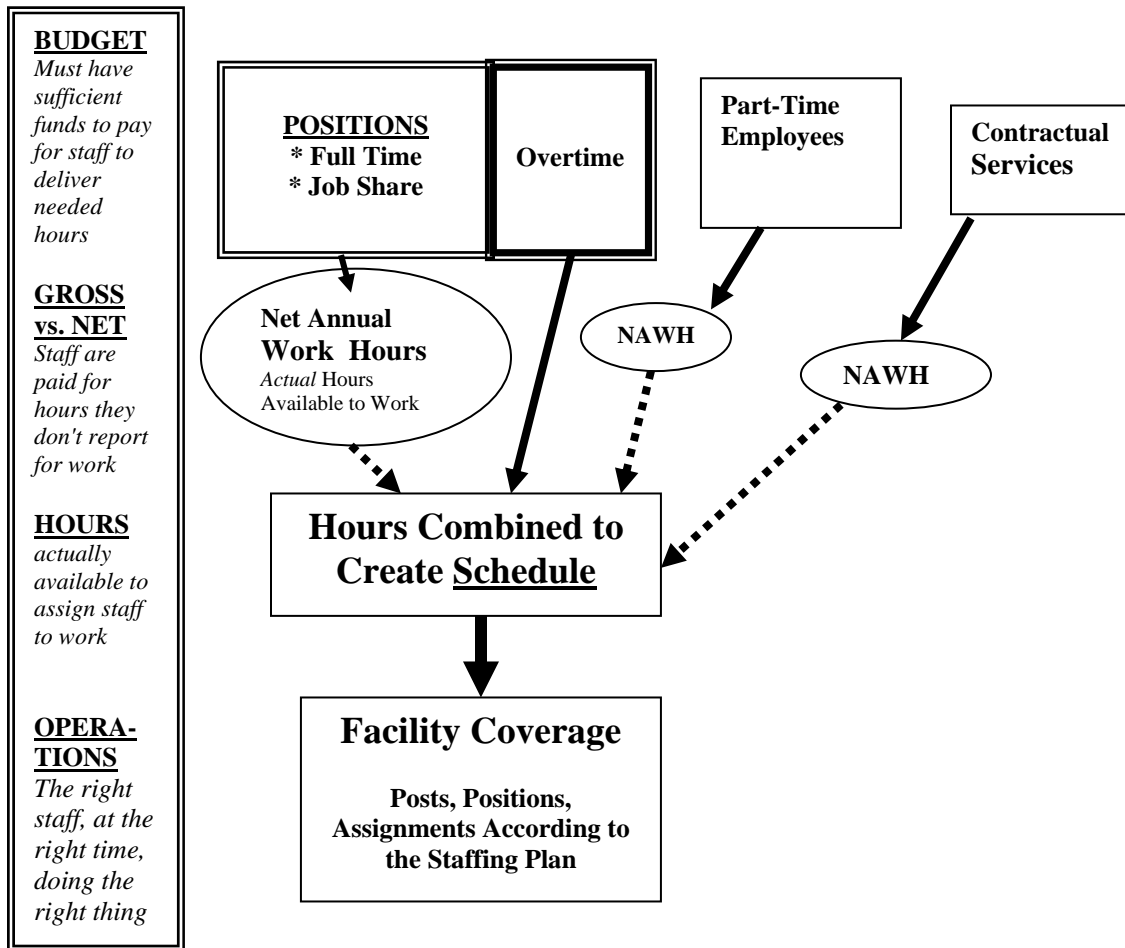 BUDGET
Must have
sufficient
funds to pay
for staff to
deliver
needed
hours
GROSS
vs. NET
Staff are
paid for
hours they
don't report
for work
HOURS
actually
available to
assign staff
to work
OPERA-
TIONS
The right
staff, at the
right time,
doing the
right thing
POSITIONS
* Full Time
* Job Share
Overtime
Part-Time
Employees
Contractual
Services
Net Annual
Work Hours
Actual Hours
Available to Work
NAWH
NAWH
Hours Combined to
Create Schedule
Facility Coverage
Posts, Positions,
Assignments According to
the Staffing Plan